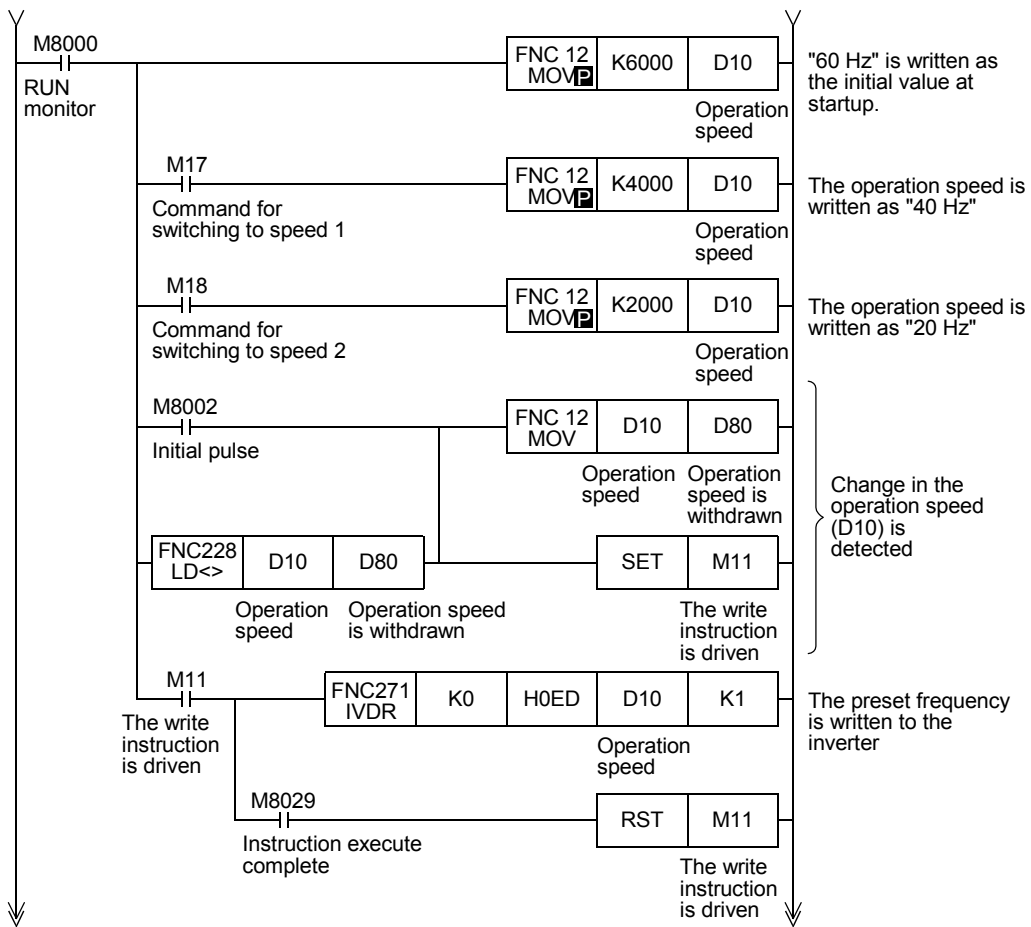 M8000
RUN
monitor
FNC 12
MOVP
K6000
D10
Operation
speed
"60 Hz" is written as
the initial value at
startup.
M17
Command for
switching to speed 1
FNC 12
MOVP
K4000
D10
Operation
speed
The operation speed is
written as "40 Hz"
M18
Command for
switching to speed 2
FNC 12
MOVP
K2000
D10
Operation
speed
The operation speed is
written as "20 Hz"
M8002
Initial pulse
FNC 12
MOV
D10
D80
Operation
speed
Operation
speed is
withdrawn
Change in the
operation speed
(D10) is
detected
FNC228
LD<>
D10
D80
Operation
speed
Operation speed
is withdrawn
SET
M11
The write
instruction
is driven
M11
The write
instruction
is driven
FNC271
IVDR
K0
H0ED
D10
K1
Operation
speed
The preset frequency
is written to the
inverter
M8029
Instruction execute
complete
RST
M11
The write
instruction
is driven